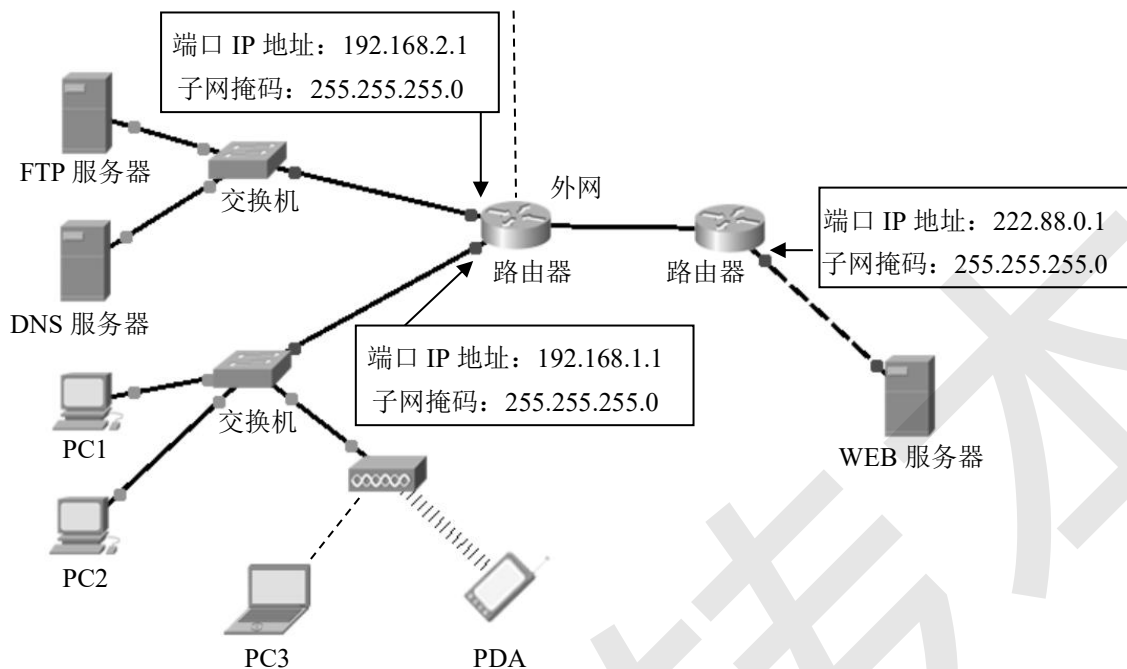 端口 IP 地址：192.168.2.1
子网掩码：255.255.255.0
FTP 服务器
交换机
外网
路由器
路由器
端口 IP 地址：222.88.0.1
子网掩码：255.255.255.0
DNS 服务器
端口 IP 地址：192.168.1.1
子网掩码：255.255.255.0
交换机
PC1
WEB 服务器
PC2
PC3
PDA